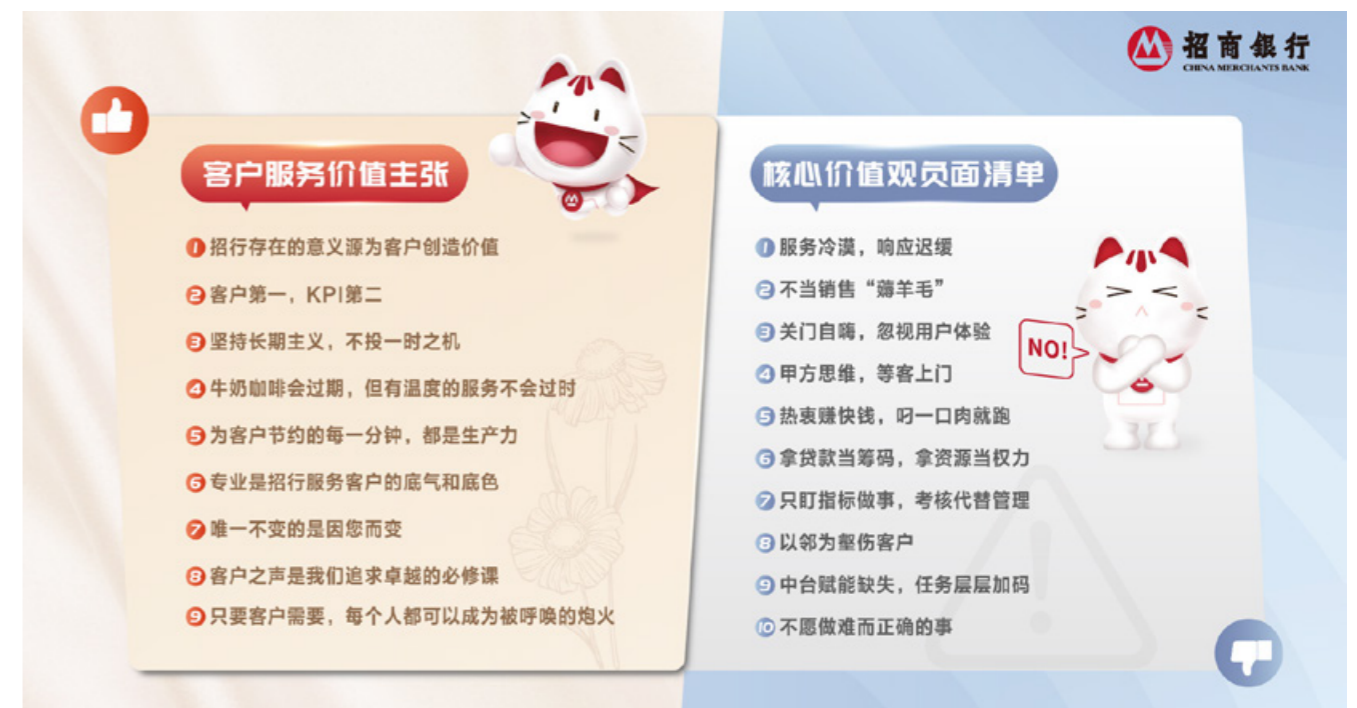 招商银行
CHINA MERCHANTS BANK
客户服务价值主张
1 招行存在的意义源为客户创造价值
2 客户第一，KPI第二
3 坚持长期主义，不投一时之机
4 牛奶咖啡会过期，但有温度的服务不会过时
5 为客户节约的每一分钟，都是生产力
6 专业是招行服务客户的底气和底色
7 唯一不变的是因您而变
8 客户之声是我们追求卓越的必修课
9 只要客户需要，每个人都可以成为被呼唤的炮火
核心价值观负面清单
1 服务冷漠，响应迟缓
2 不当销售“薅羊毛”
3 关门自嗨，忽视用户体验
4 甲方思维，等客上门
5 热衷赚快钱，叼一口肉就跑
6 拿贷款当筹码，拿资源当权力
7 只盯指标做事，考核代替管理
8 以邻为壑伤客户
9 中台赋能缺失，任务层层加码
10 不愿做难而正确的事
NO!